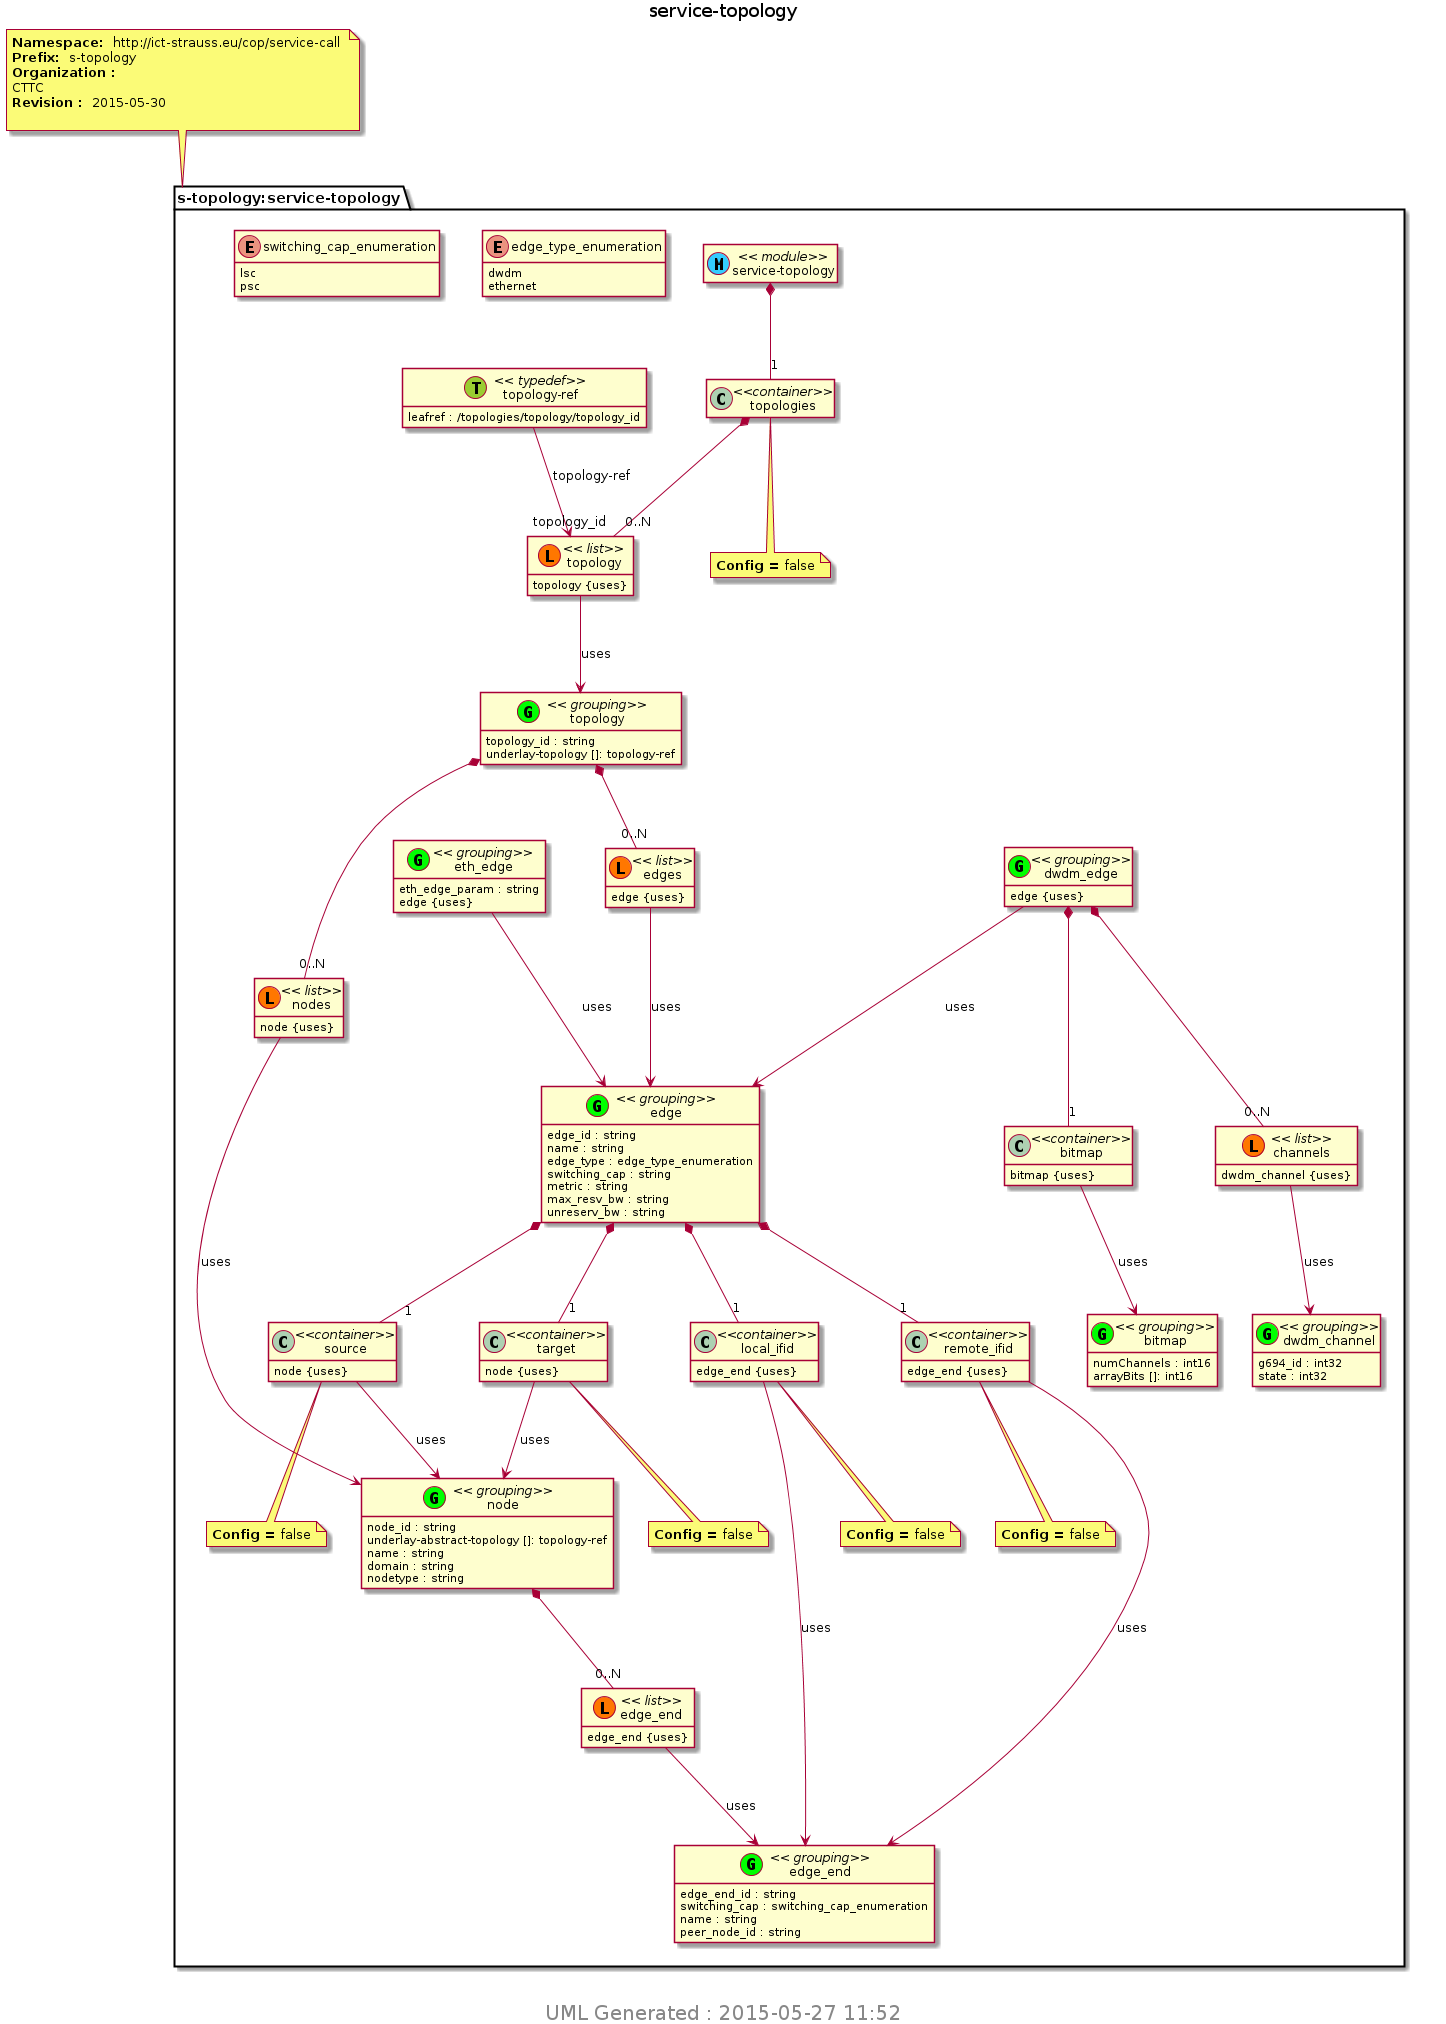 service-topology
Namespace: http://ict-strauss.eu/cop/service-call
Prefix: s-topology
Organization :
CTTC
Revision : 2015-05-30
s-topology:service-topology
E switching_cap_enumeration
lsc
psc
E edge_type_enumeration
dwdm
ethernet
M << module>>
service-topology
1
T << typedef>>
topology-ref
leafref : /topologies/topology/topology_id
C <<container>>
topologies
topology-ref
topology_id
0..N
L << list>>
topology
topology {uses}
Config = false
uses
G << grouping>>
topology
topology_id : string
underlay-topology []: topology-ref
0..N
G << grouping>>
eth_edge
eth_edge_param : string
edge {uses}
L << list>>
edges
edge {uses}
G << grouping>>
dwdm_edge
edge {uses}
0..N
L << list>>
nodes
node {uses}
uses
uses
uses
G << grouping>>
edge
edge_id : string
name : string
edge_type : edge_type_enumeration
switching_cap : string
metric : string
max_resv_bw : string
unreserv_bw : string
1
C <<container>>
bitmap
bitmap {uses}
0..N
L << list>>
channels
dwdm_channel {uses}
uses
uses
uses
1
1
1
1
C <<container>>
source
node {uses}
C <<container>>
target
node {uses}
C <<container>>
local_ifid
edge_end {uses}
C <<container>>
remote_ifid
edge_end {uses}
G << grouping>>
bitmap
numChannels : int16
arrayBits []: int16
G << grouping>>
dwdm_channel
g694_id : int32
state : int32
uses
uses
Config = false
G << grouping>>
node
node_id : string
underlay-abstract-topology []: topology-ref
name : string
domain : string
nodetype : string
Config = false
Config = false
Config = false
uses
uses
0..N
L << list>>
edge_end
edge_end {uses}
uses
G << grouping>>
edge_end
edge_end_id : string
switching_cap : switching_cap_enumeration
name : string
peer_node_id : string
UML Generated : 2015-05-27 11:52